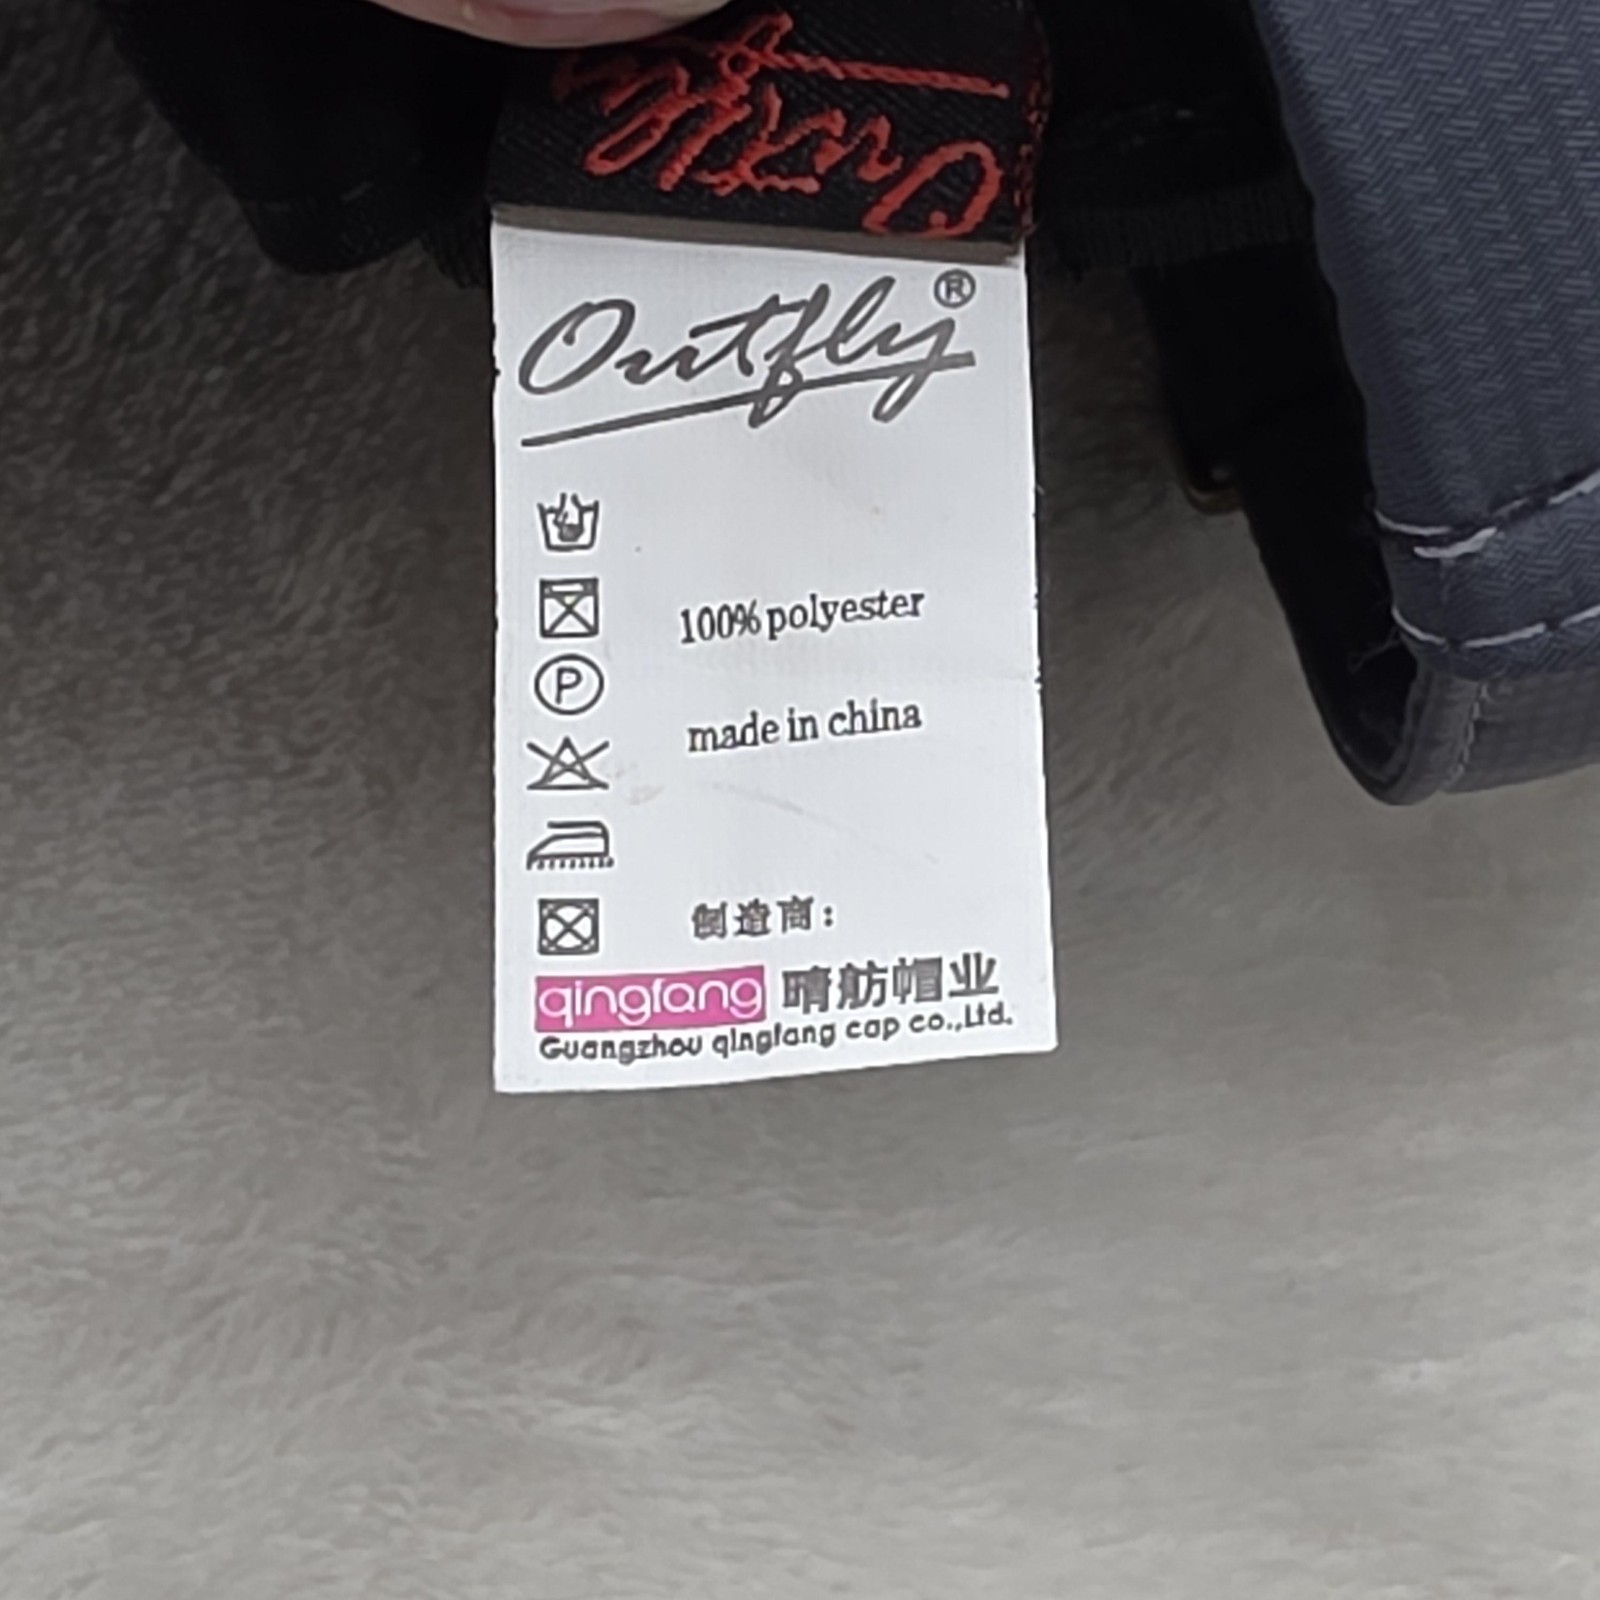 Outfly
Outfly®
P
100% polyester
made in china
制造商:
qingfang 晴舫帽业
Guangzhou qingfang cap co.,Ltd.